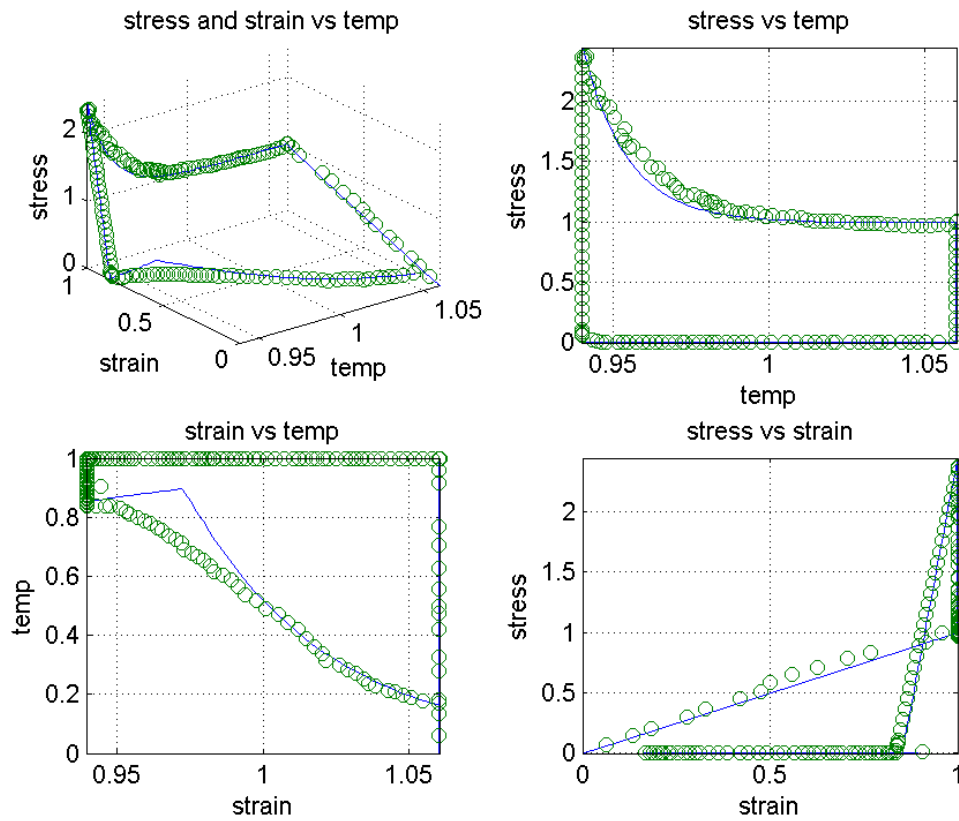 stress and strain vs temp
2
1
0
stress
1
0.5
0
strain
0.95
1
1.05
temp
stress vs temp
2
1.5
1
0.5
0
stress
0.95
1
1.05
temp
strain vs temp
1
0.8
0.6
0.4
0.2
0
temp
0.95
1
1.05
strain
stress vs strain
2
1.5
1
0.5
0
stress
0
0.5
1
strain